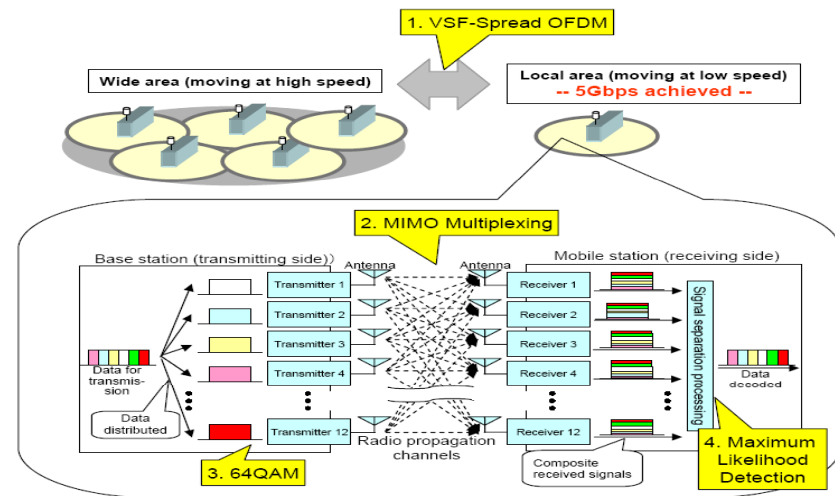 1. VSF-Spread OFDM
Wide area (moving at high speed)
Local area (moving at low speed)
-- 5Gbps achieved --
2. MIMO Multiplexing
Base station (transmitting side))
Antenna
Antenna
Mobile station (receiving side)
Transmitter 1
Receiver 1
Transmitter 2
Receiver 2
Transmitter 3
Receiver 3
Transmitter 4
Receiver 4
Transmitter 12
Receiver 12
Data for
transmis-
sion
Data
distributed
3. 64QAM
Radio propagation
channels
Composite
received signals
Signal separation processing
Data
decoded
4. Maximum
Likelihood
Detection